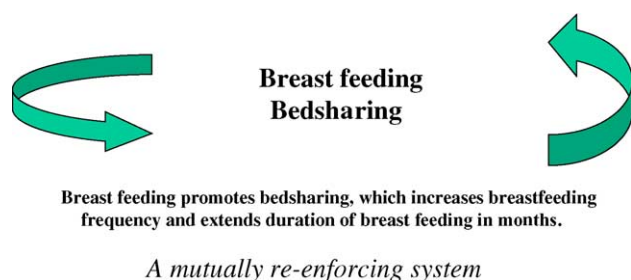 Breast feeding
Bedsharing
Breast feeding promotes bedsharing, which increases breastfeeding
frequency and extends duration of breast feeding in months.
A mutually re-enforcing system